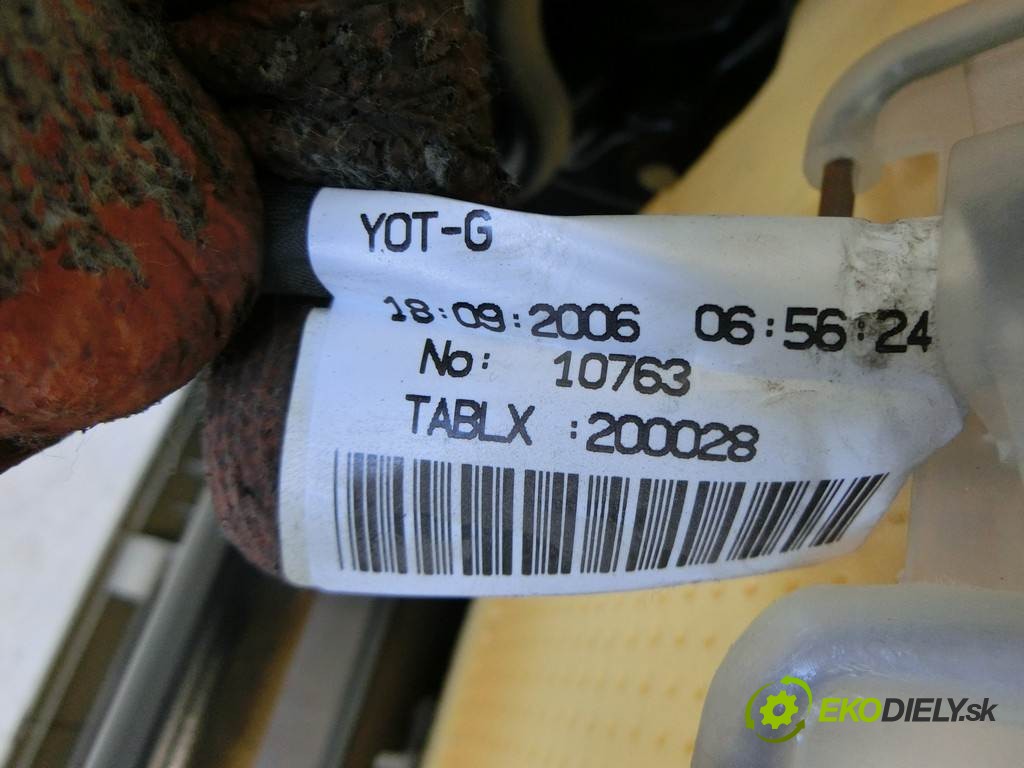 YOT-G
18:09:2006 06:56:24
No: 10763
TABLX :200028
EKODIELY.sk